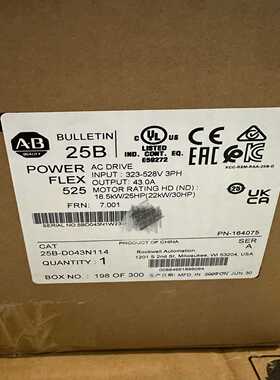 AB
QUALITY
BULLETIN
25B
POWER
FLEX
525
AC DRIVE
INPUT : 323-528V 3PH
OUTPUT: 43.0A
MOTOR RATING HD (ND) :
18.5kW/25HP(22kW/30HP)
FRN: 7.001
C UL US
LISTED
IND. CONT. EQ.
E59272
CE
EAC
UK
CA
PN-164075
SER
A
PRODUCT OF CHINA
CAT
25B-D043N114
QUANTITY : 1
Rockwell Automation
1201 S 2nd St, Milwaukee, WI 53204, USA
BOX NO. : 198 OF 300